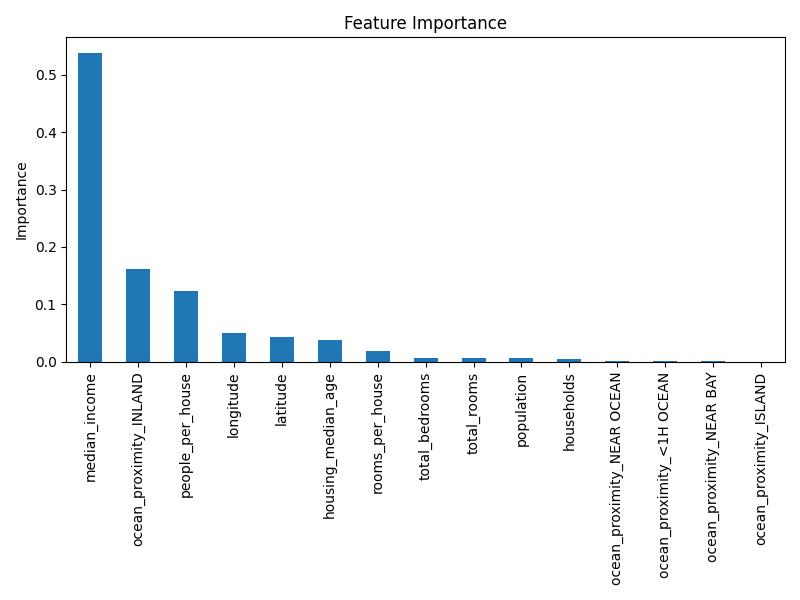 Feature Importance
Importance
0.5
0.4
0.3
0.2
0.1
0.0
median_income
ocean_proximity_INLAND
people_per_house
longitude
latitude
housing_median_age
rooms_per_house
total_bedrooms
total_rooms
population
households
ocean_proximity_NEAR OCEAN
ocean_proximity_<1H OCEAN
ocean_proximity_NEAR BAY
ocean_proximity_ISLAND